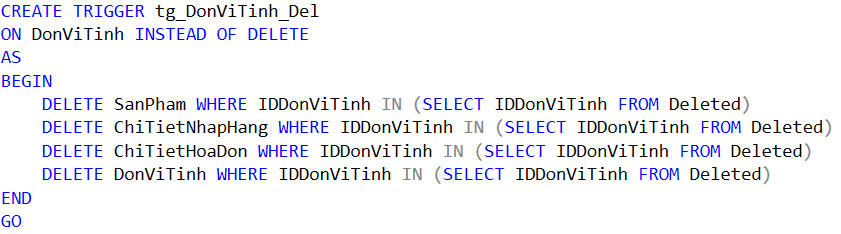 CREATE TRIGGER tg_DonViTinh_Del
ON DonViTinh INSTEAD OF DELETE
AS
BEGIN
    DELETE SanPham WHERE IDDonViTinh IN (SELECT IDDonViTinh FROM Deleted)
    DELETE ChiTietNhapHang WHERE IDDonViTinh IN (SELECT IDDonViTinh FROM Deleted)
    DELETE ChiTietHoaDon WHERE IDDonViTinh IN (SELECT IDDonViTinh FROM Deleted)
    DELETE DonViTinh WHERE IDDonViTinh IN (SELECT IDDonViTinh FROM Deleted)
END
GO